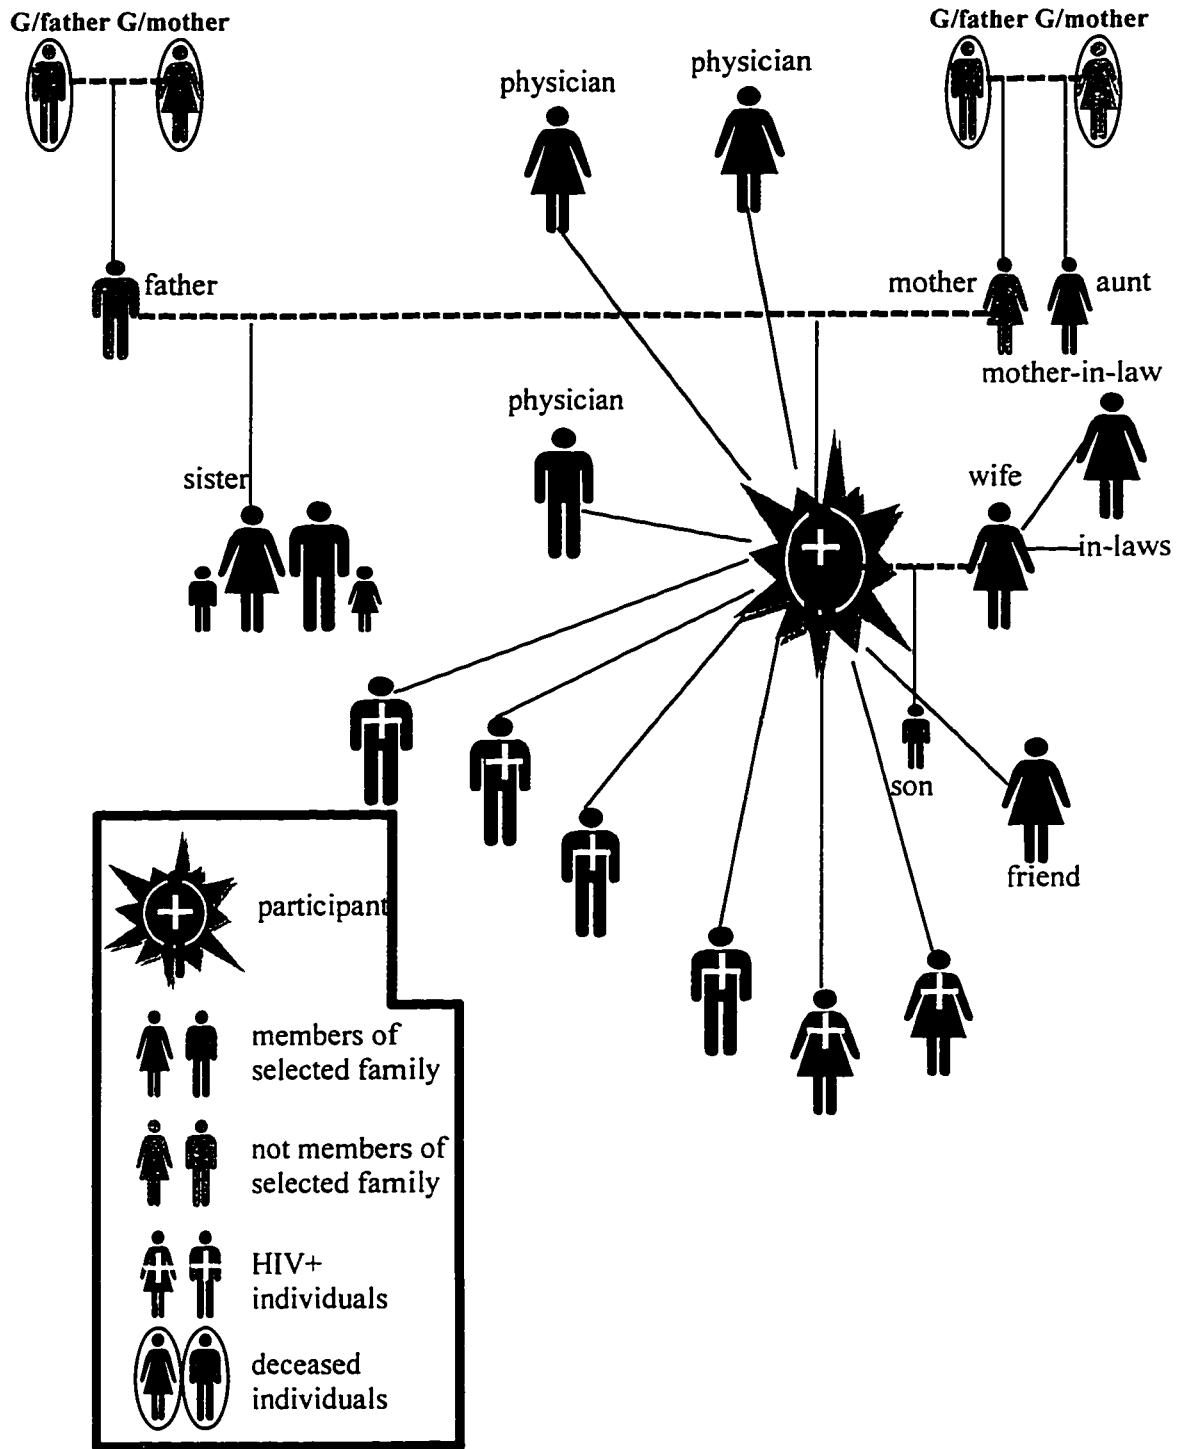 G/father G/mother
G/father G/mother
physician
physician
father
mother
aunt
mother-in-law
physician
sister
wife
in-laws
son
friend
participant
members of
selected family
not members of
selected family
HIV+
individuals
deceased
individuals